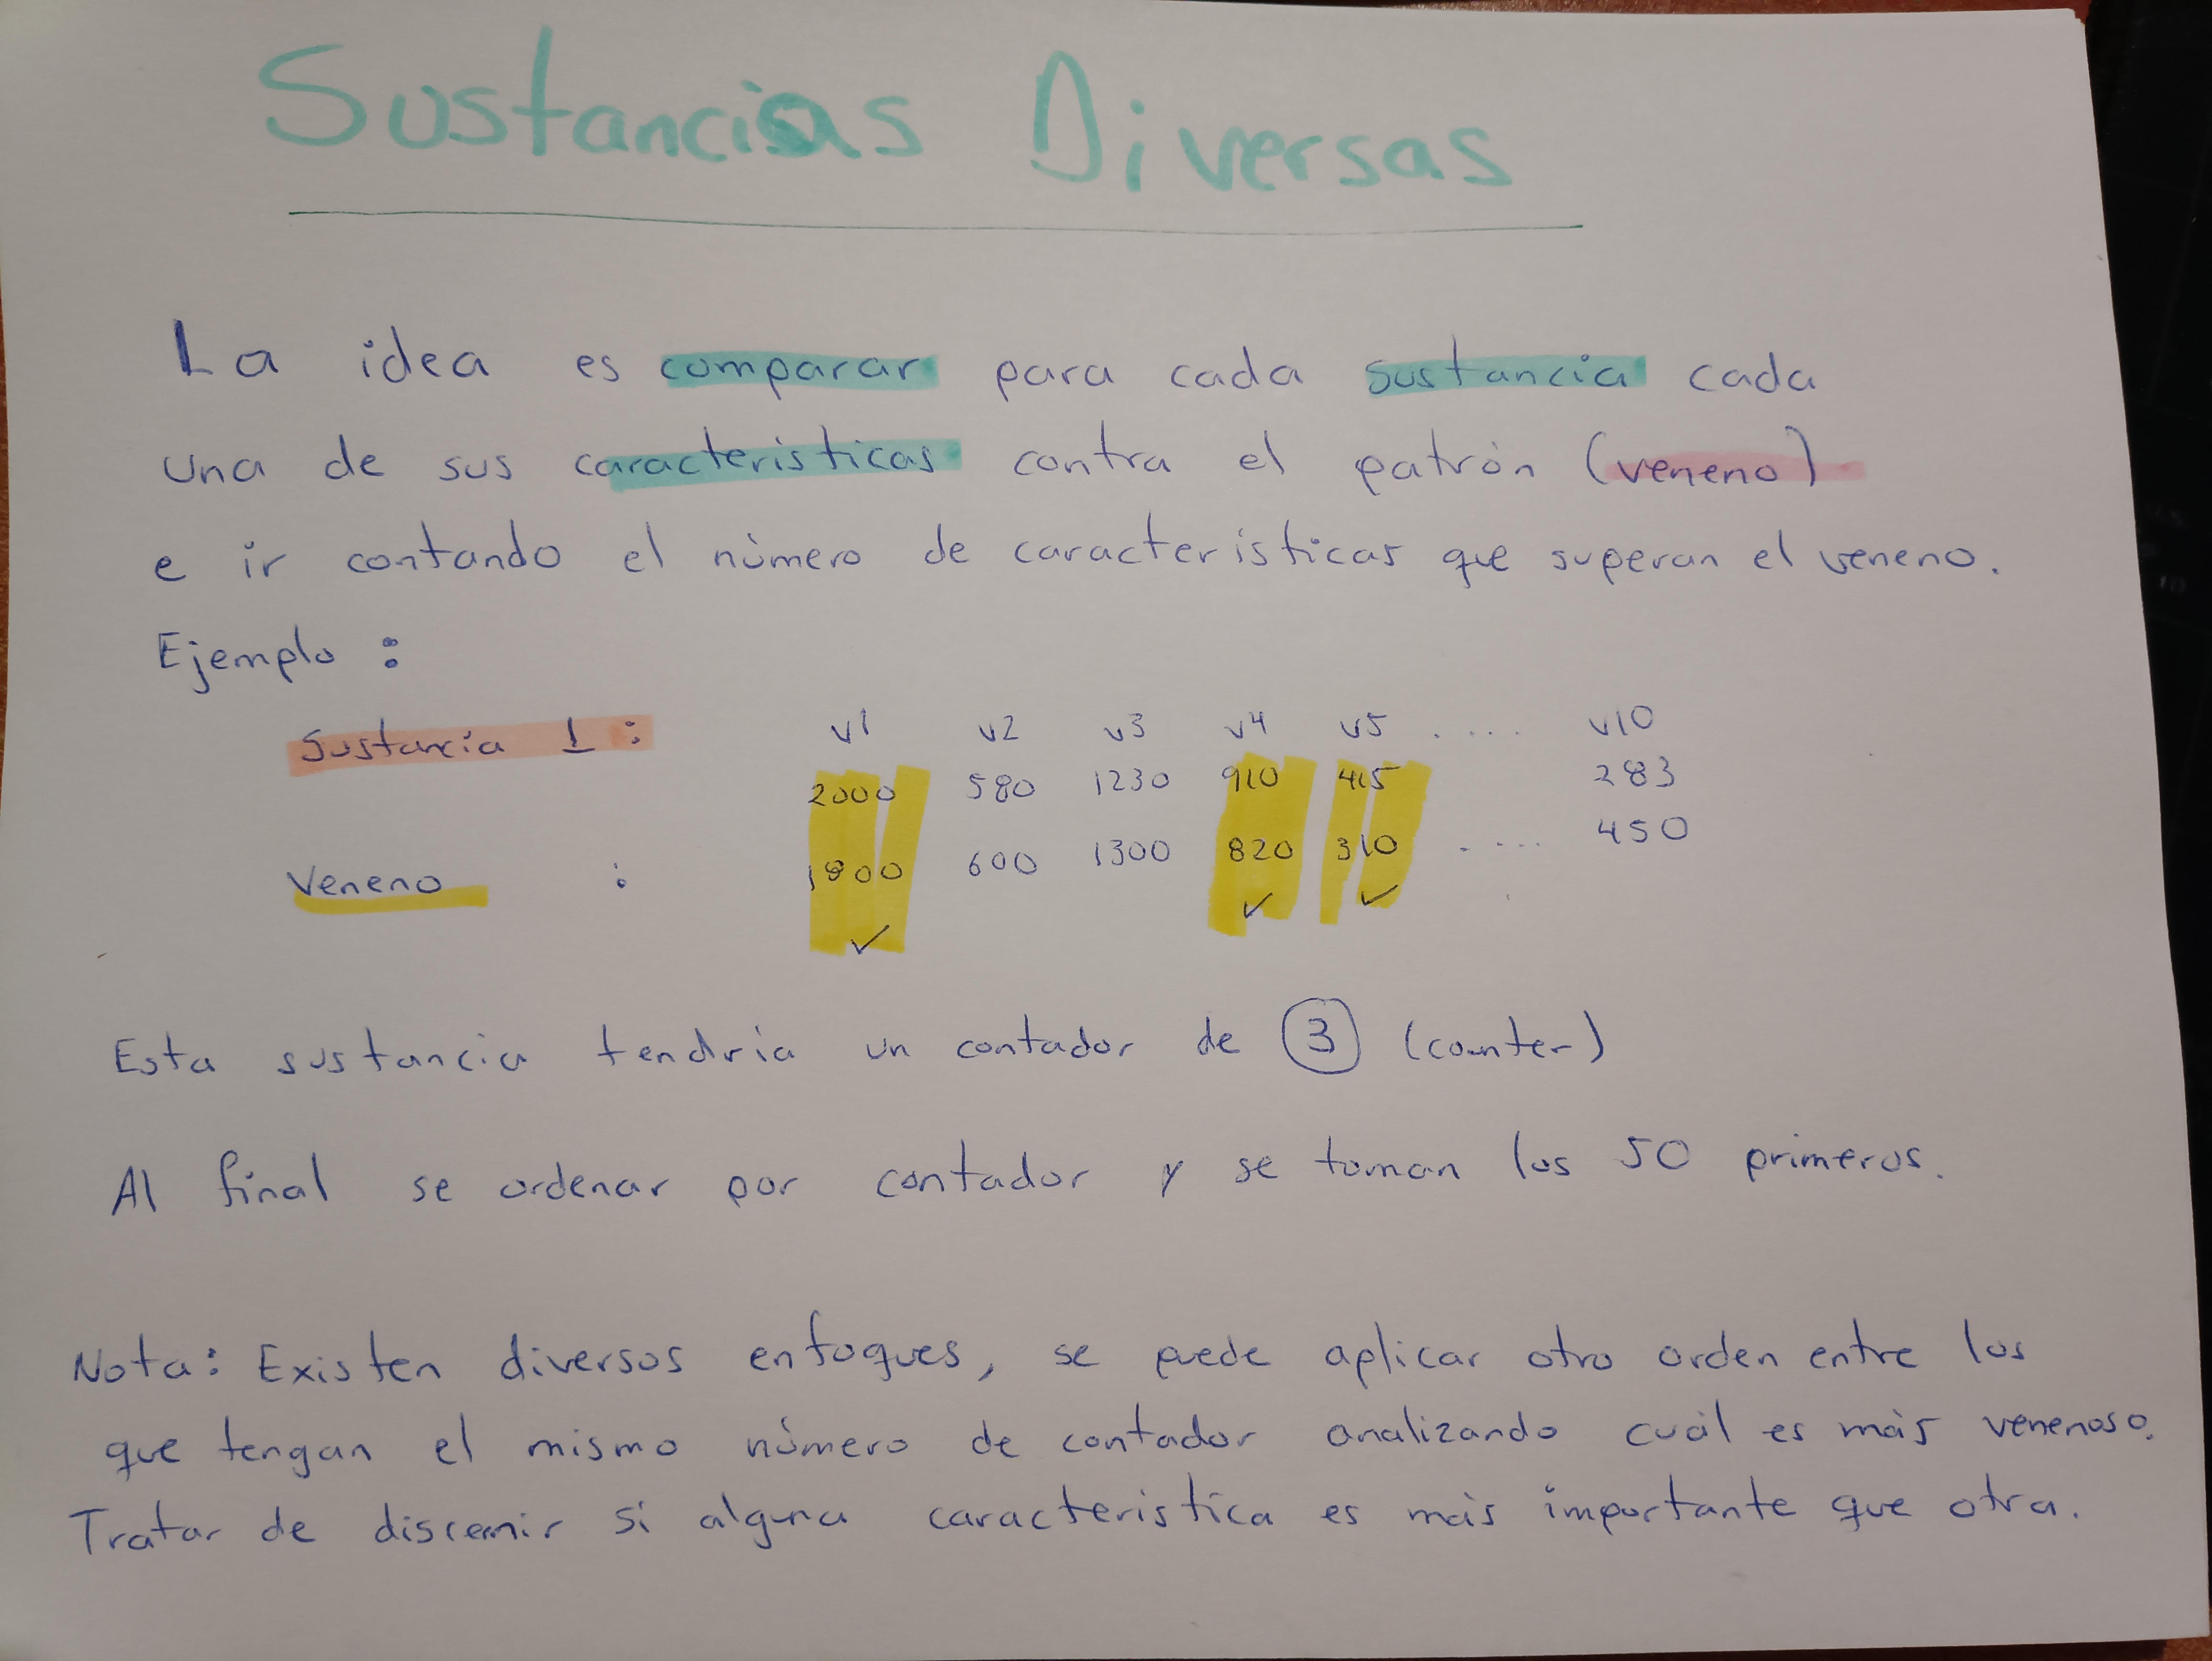 Sustancias Diversas
La idea es comparar para cada sustancia cada
una de sus características contra el patrón (veneno)
e ir contando el número de características que superan el veneno.
Ejemplo :
Sustancia 1 : v1 v2 v3 v4 v5 ..... v10
2000 580 1230 910 415 283
Veneno : 1800 600 1300 820 310 ..... 450
✓ ✓ ✓
Esta sustancia tendría un contador de 3 (counter)
Al final se ordenar por contador y se toman los 50 primeros.
Nota: Existen diversos enfoques, se puede aplicar otro orden entre los
que tengan el mismo número de contador analizando cuál es más venenoso.
Tratar de discernir si alguna característica es más importante que otra.